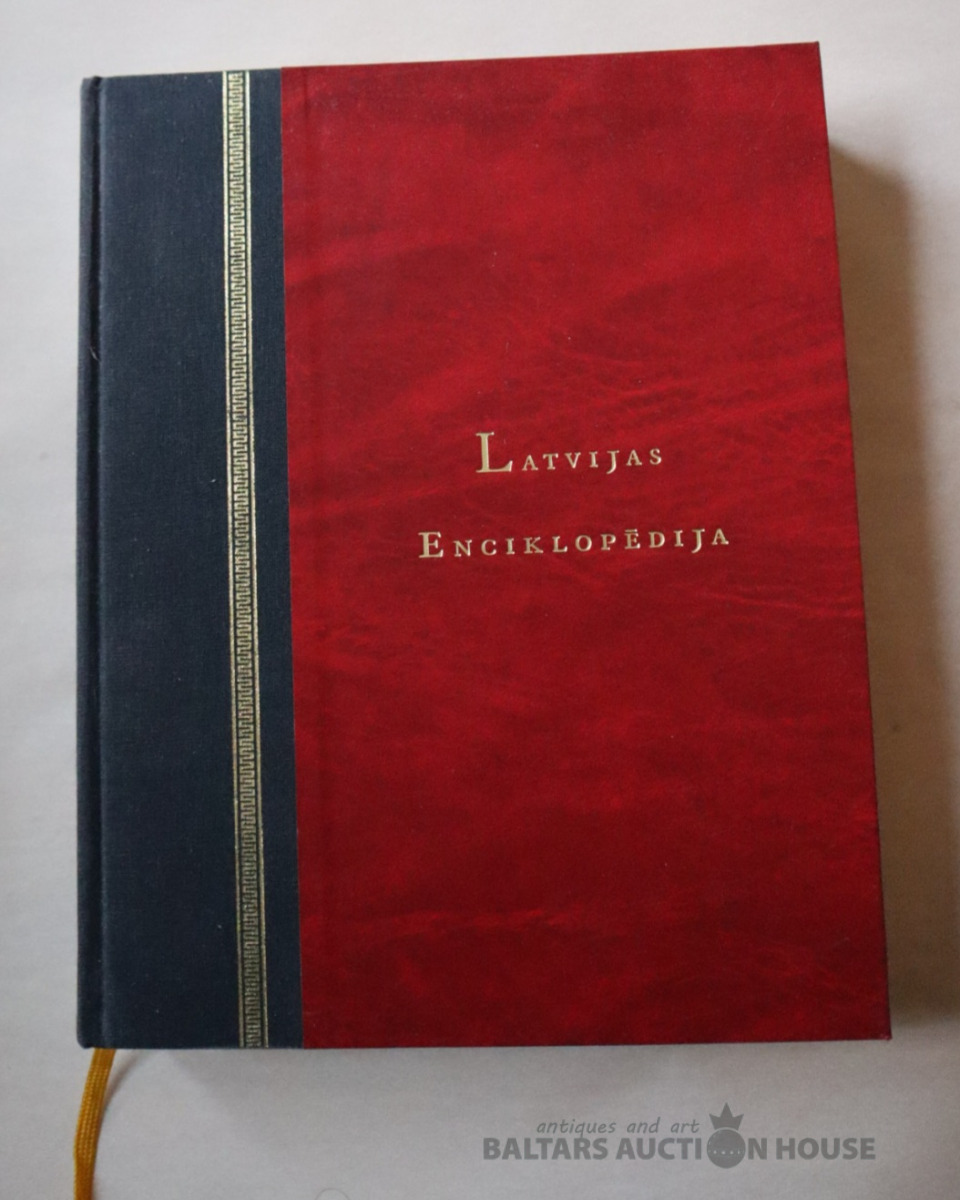 LATVIJAS
ENCIKLOPĒDIJA
antiques and art
BALTARS AUCTION HOUSE